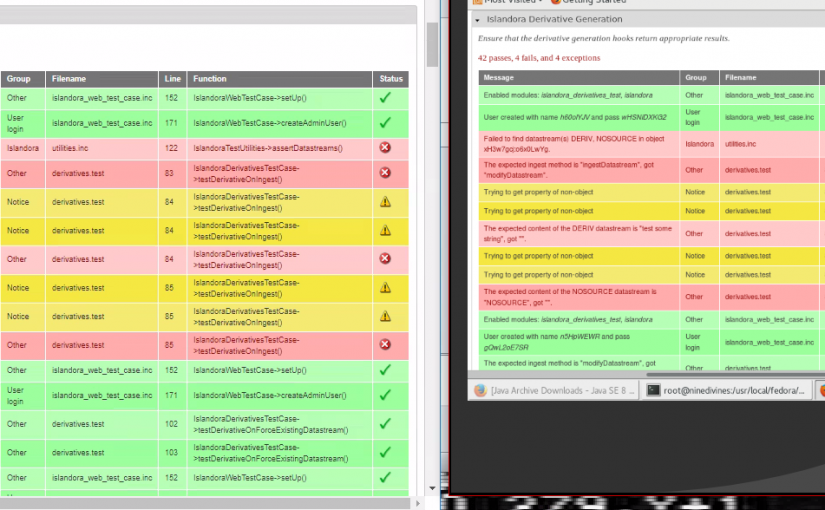 Group Filename Line Function Status
Other islandora_web_test_case.inc 152 IslandoraWebTestCase->setUp()
User
login islandora_web_test_case.inc 171 IslandoraWebTestCase->createAdminUser()
Islandora utilities.inc 122 IslandoraTestUtilities->assertDatastreams()
Other derivatives.test 83 IslandoraDerivativesTestCase-
>testDerivativeOnIngest()
Notice derivatives.test 84 IslandoraDerivativesTestCase-
>testDerivativeOnIngest()
Notice derivatives.test 84 IslandoraDerivativesTestCase-
>testDerivativeOnIngest()
Other derivatives.test 84 IslandoraDerivativesTestCase-
>testDerivativeOnIngest()
Notice derivatives.test 85 IslandoraDerivativesTestCase-
>testDerivativeOnIngest()
Notice derivatives.test 85 IslandoraDerivativesTestCase-
>testDerivativeOnIngest()
Other derivatives.test 85 IslandoraDerivativesTestCase-
>testDerivativeOnIngest()
Other islandora_web_test_case.inc 152 IslandoraWebTestCase->setUp()
User
login islandora_web_test_case.inc 171 IslandoraWebTestCase->createAdminUser()
Other derivatives.test 102 IslandoraDerivativesTestCase-
>testDerivativeOnForceExistingDatastream()
Other derivatives.test 103 IslandoraDerivativesTestCase-
>testDerivativeOnForceExistingDatastream()
Other islandora_web_test_case.inc 152 IslandoraWebTestCase->setUp()
Most Visited Getting Started
Islandora Derivative Generation
Ensure that the derivative generation hooks return appropriate results.
42 passes, 4 fails, and 4 exceptions
Message Group Filename
Enabled modules: islandora_derivatives_test, islandora Other islandora_web_test_case.inc
User created with name and pass User
login islandora_web_test_case.inc
Failed to find datastream(s) DERIV, NOSOURCE in object
Islandora utilities.inc
The expected ingest method is "ingestDatastream", got
"modifyDatastream". Other derivatives.test
Trying to get property of non-object Notice derivatives.test
Trying to get property of non-object Notice derivatives.test
The expected content of the DERIV datastream is "test some
string", got "". Other derivatives.test
Trying to get property of non-object Notice derivatives.test
Trying to get property of non-object Notice derivatives.test
The expected content of the NOSOURCE datastream is
"NOSOURCE", got "". Other derivatives.test
Enabled modules: islandora_derivatives_test, islandora Other islandora_web_test_case.inc
User created with name n5HpiWEWR and pass
gQwL2oE7SR User
login islandora_web_test_case.inc
The expected ingest method is "modifyDatastream", got
Other derivatives.test
[Java Archive Downloads - Java SE 8 ... root@ninedivines:/usr/local/fedora/...